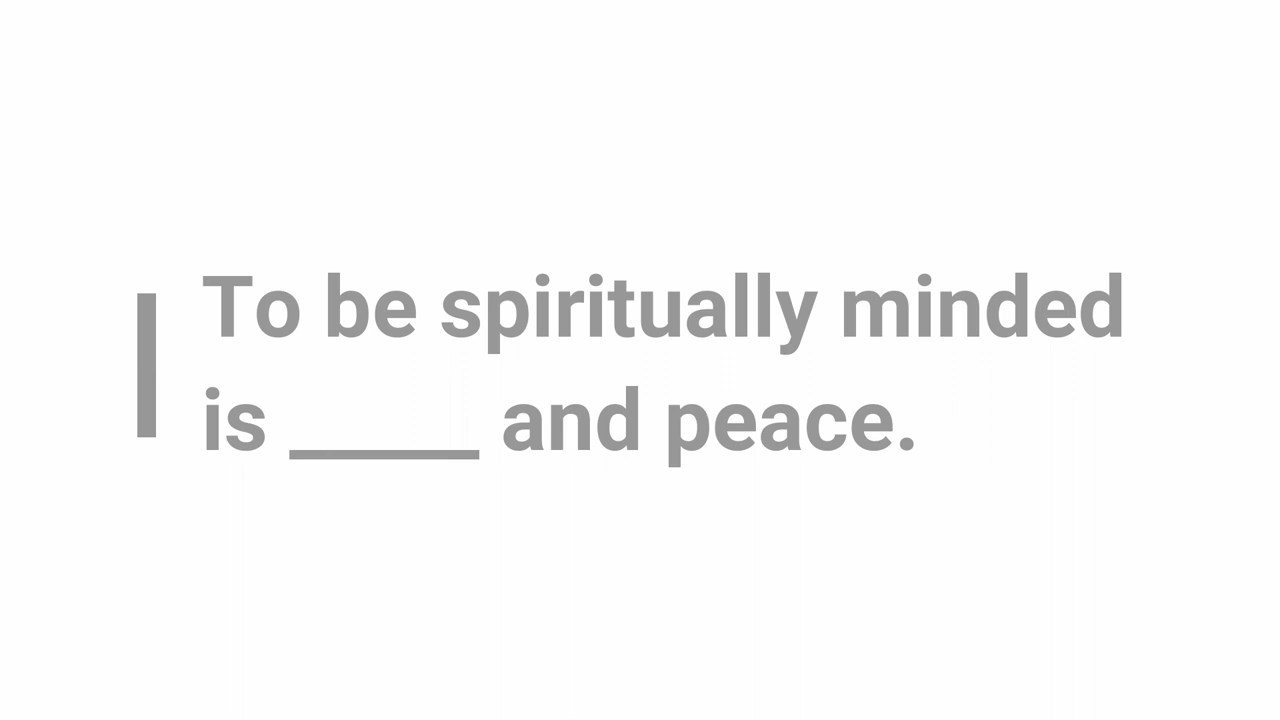 To be spiritually minded
is _____ and peace.